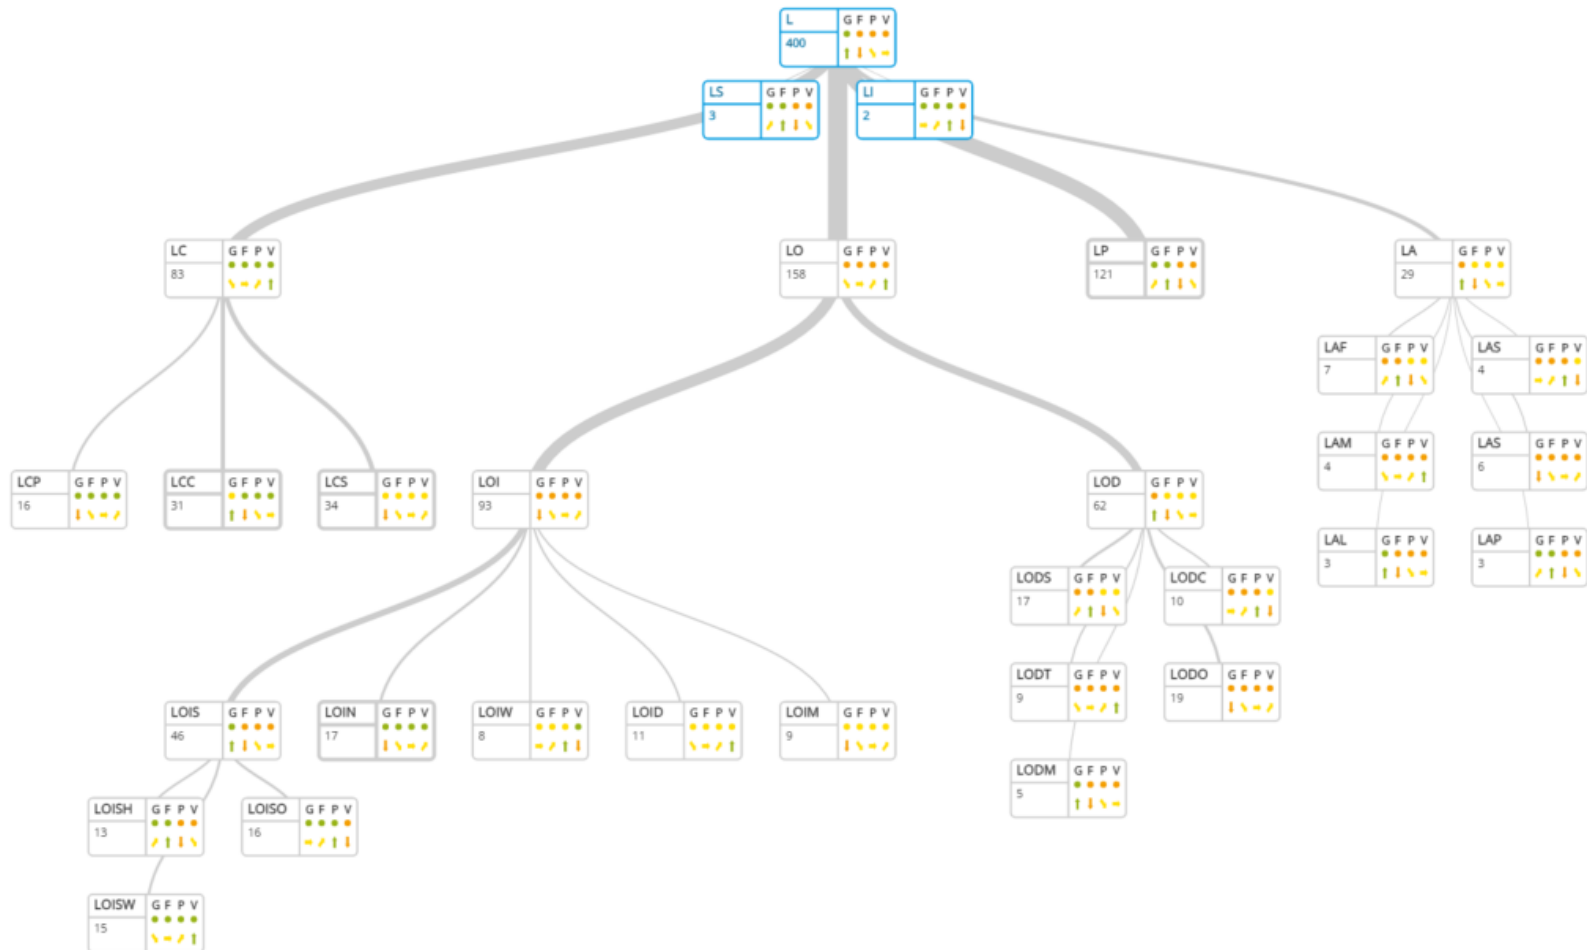 L G F P V
400
LS G F P V
3
LI G F P V
2
LC G F P V
83
LO G F P V
158
LP G F P V
121
LA G F P V
29
LAF G F P V
7
LAS G F P V
4
LAM G F P V
4
LAS G F P V
6
LAL G F P V
3
LAP G F P V
3
LCP G F P V
16
LCC G F P V
31
LCS G F P V
34
LOI G F P V
93
LOD G F P V
62
LODS G F P V
17
LODC G F P V
10
LODT G F P V
9
LODO G F P V
19
LODM G F P V
5
LOIS G F P V
46
LOIN G F P V
17
LOIW G F P V
8
LOID G F P V
11
LOIM G F P V
9
LOISH G F P V
13
LOISO G F P V
16
LOISW G F P V
15